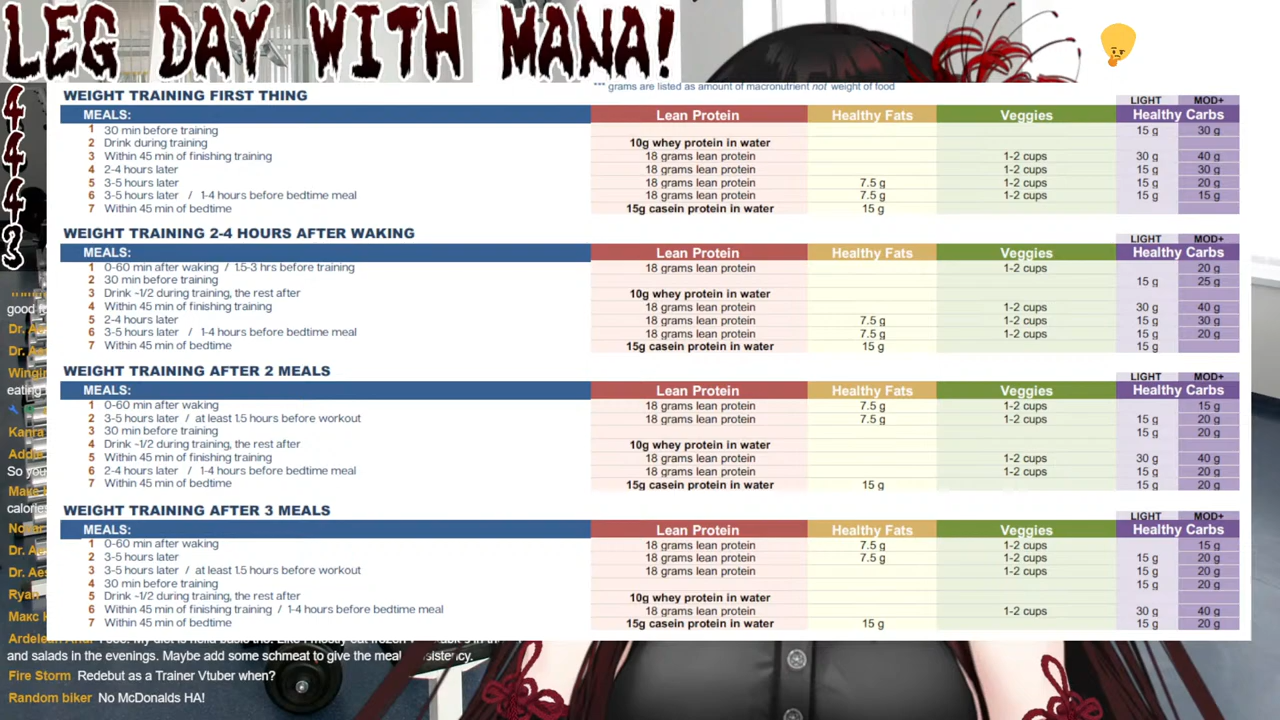 LEG DAY WITH MANA!
4
4
4
3
*** grams are listed as amount of macronutrient not weight of food
WEIGHT TRAINING FIRST THING
LIGHT MOD+
MEALS: Lean Protein Healthy Fats Veggies Healthy Carbs
1 30 min before training 15 g 30 g
2 Drink during training 10g whey protein in water
3 Within 45 min of finishing training 18 grams lean protein 1-2 cups 30 g 40 g
4 2-4 hours later 18 grams lean protein 1-2 cups 15 g 30 g
5 3-5 hours later 18 grams lean protein 7.5 g 1-2 cups 15 g 20 g
6 3-5 hours later / 1-4 hours before bedtime meal 18 grams lean protein 7.5 g 1-2 cups 15 g 15 g
7 Within 45 min of bedtime 15g casein protein in water 15 g
WEIGHT TRAINING 2-4 HOURS AFTER WAKING
LIGHT MOD+
MEALS: Lean Protein Healthy Fats Veggies Healthy Carbs
1 0-60 min after waking / 1.5-3 hrs before training 18 grams lean protein 1-2 cups 20 g
2 30 min before training 15 g 25 g
3 Drink ~1/2 during training, the rest after 10g whey protein in water
4 Within 45 min of finishing training 18 grams lean protein 1-2 cups 30 g 40 g
5 2-4 hours later 18 grams lean protein 7.5 g 1-2 cups 15 g 30 g
6 3-5 hours later / 1-4 hours before bedtime meal 18 grams lean protein 7.5 g 1-2 cups 15 g 20 g
7 Within 45 min of bedtime 15g casein protein in water 15 g 15 g
WEIGHT TRAINING AFTER 2 MEALS
LIGHT MOD+
MEALS: Lean Protein Healthy Fats Veggies Healthy Carbs
1 0-60 min after waking 18 grams lean protein 7.5 g 1-2 cups 15 g
2 3-5 hours later / at least 1.5 hours before workout 18 grams lean protein 7.5 g 1-2 cups 15 g 20 g
3 30 min before training 15 g 20 g
4 Drink ~1/2 during training, the rest after 10g whey protein in water
5 Within 45 min of finishing training 18 grams lean protein 1-2 cups 30 g 40 g
6 2-4 hours later / 1-4 hours before bedtime meal 18 grams lean protein 1-2 cups 15 g 20 g
7 Within 45 min of bedtime 15g casein protein in water 15 g 15 g 20 g
WEIGHT TRAINING AFTER 3 MEALS
LIGHT MOD+
MEALS: Lean Protein Healthy Fats Veggies Healthy Carbs
1 0-60 min after waking 18 grams lean protein 7.5 g 1-2 cups 15 g
2 3-5 hours later 18 grams lean protein 7.5 g 1-2 cups 15 g 20 g
3 3-5 hours later / at least 1.5 hours before workout 18 grams lean protein 1-2 cups 15 g 20 g
4 30 min before training 15 g 20 g
5 Drink ~1/2 during training, the rest after 10g whey protein in water
6 Within 45 min of finishing training / 1-4 hours before bedtime meal 18 grams lean protein 1-2 cups 30 g 40 g
7 Within 45 min of bedtime 15g casein protein in water 15 g 15 g 20 g
good
Dr.
Dr.
eating
Kanra
So you
Dr.
Dr.
Ryan
Макс
and salads in the evenings. Maybe add some schmeat to give the meal
Fire Storm Redebut as a Trainer Vtuber when?
Random biker No McDonalds HA!